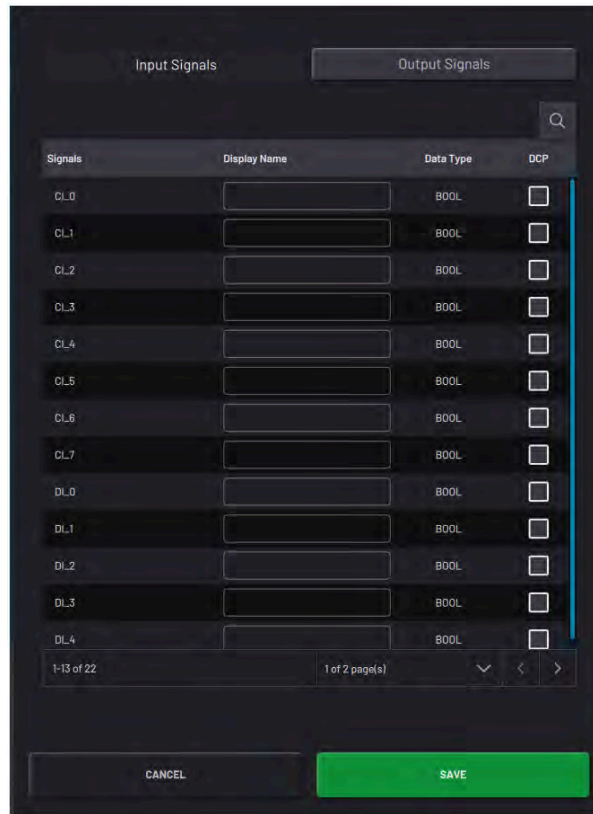 Input Signals Output Signals
Signals Display Name Data Type DCP
CI_0 BOOL
CI_1 BOOL
CI_2 BOOL
CI_3 BOOL
CI_4 BOOL
CI_5 BOOL
CI_6 BOOL
CI_7 BOOL
DI_0 BOOL
DI_1 BOOL
DI_2 BOOL
DI_3 BOOL
DI_4 BOOL
1-13 of 22 1 of 2 page(s)
CANCEL SAVE